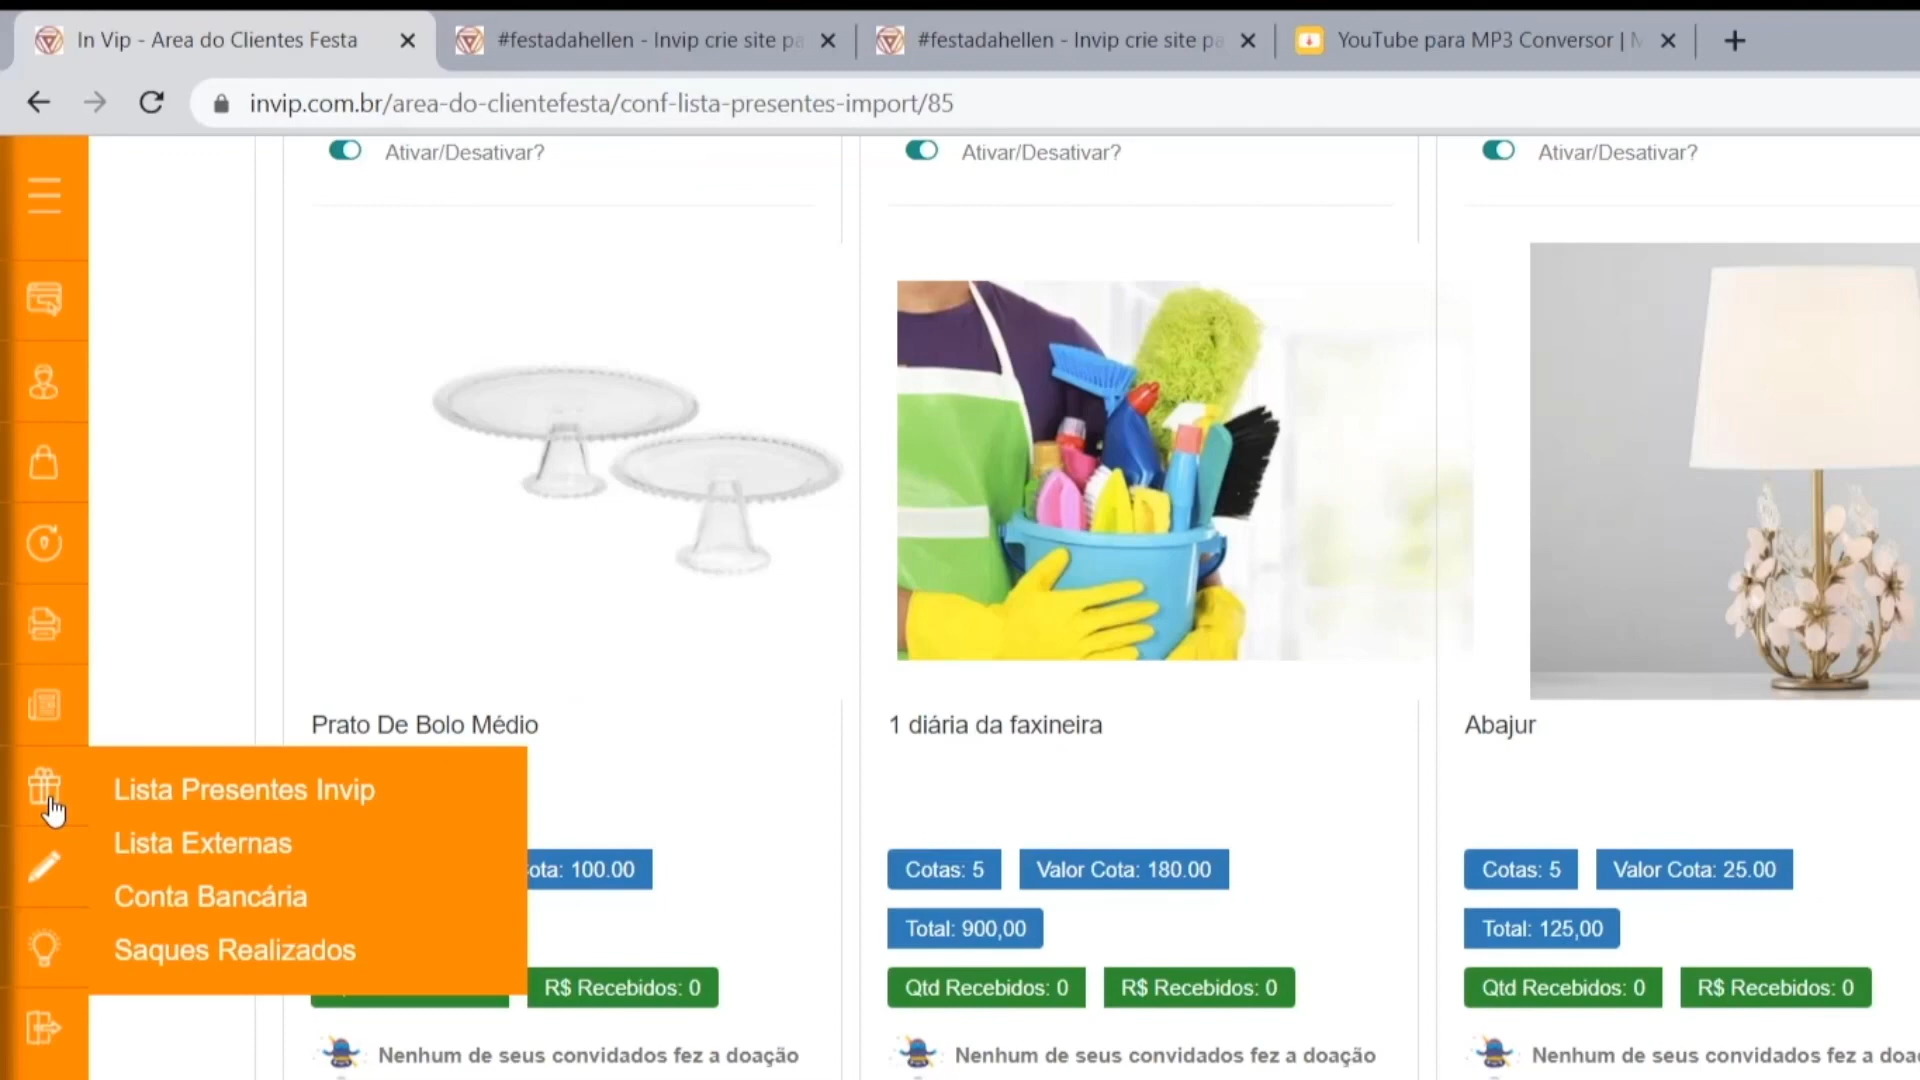 In Vip - Area do Clientes Festa
#festadahellen - Invip crie site pa
#festadahellen - Invip crie site pa
YouTube para MP3 Conversor |
invip.com.br/area-do-clientefesta/conf-lista-presentes-import/85
Ativar/Desativar? Ativar/Desativar? Ativar/Desativar?
Prato De Bolo Médio 1 diária da faxineira Abajur
Lista Presentes Invip
Lista Externas
Conta Bancária
Saques Realizados
ota: 100.00 Cotas: 5 Valor Cota: 180.00 Cotas: 5 Valor Cota: 25.00
Total: 900,00 Total: 125,00
R$ Recebidos: 0 Qtd Recebidos: 0 R$ Recebidos: 0 Qtd Recebidos: 0 R$ Recebidos: 0
Nenhum de seus convidados fez a doação Nenhum de seus convidados fez a doação Nenhum de seus convidados fez a